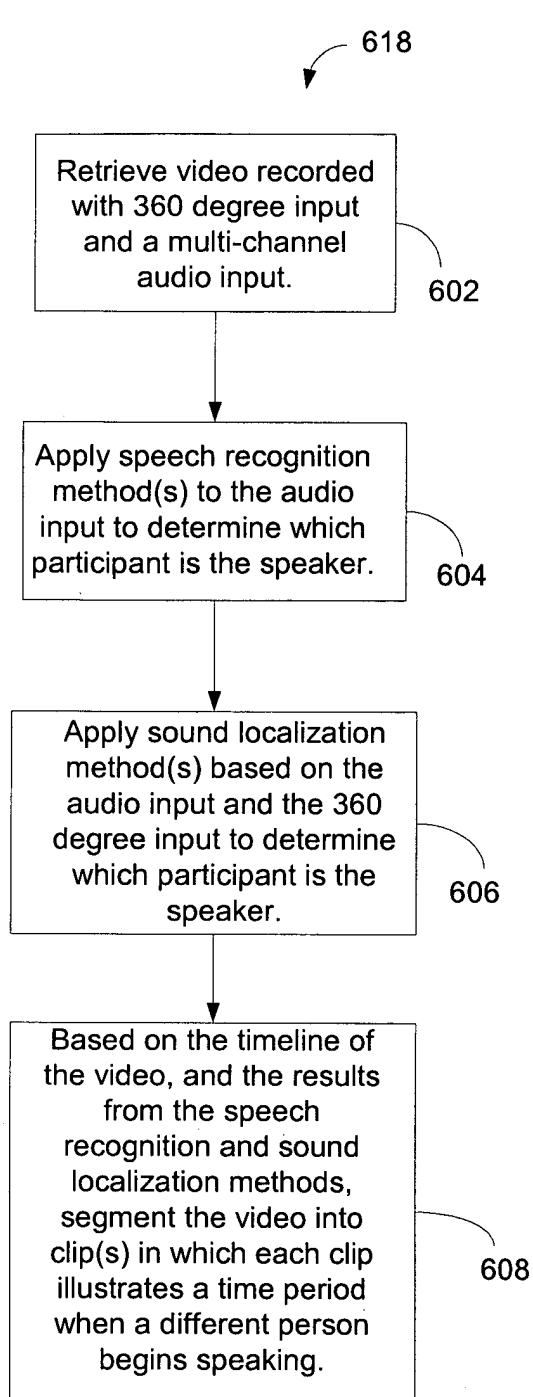 618
Retrieve video recorded
with 360 degree input
and a multi-channel
audio input.
602
Apply speech recognition
method(s) to the audio
input to determine which
participant is the speaker.
604
Apply sound localization
method(s) based on the
audio input and the 360
degree input to determine
which participant is the
speaker.
606
Based on the timeline of
the video, and the results
from the speech
recognition and sound
localization methods,
segment the video into
clip(s) in which each clip
illustrates a time period
when a different person
begins speaking.
608